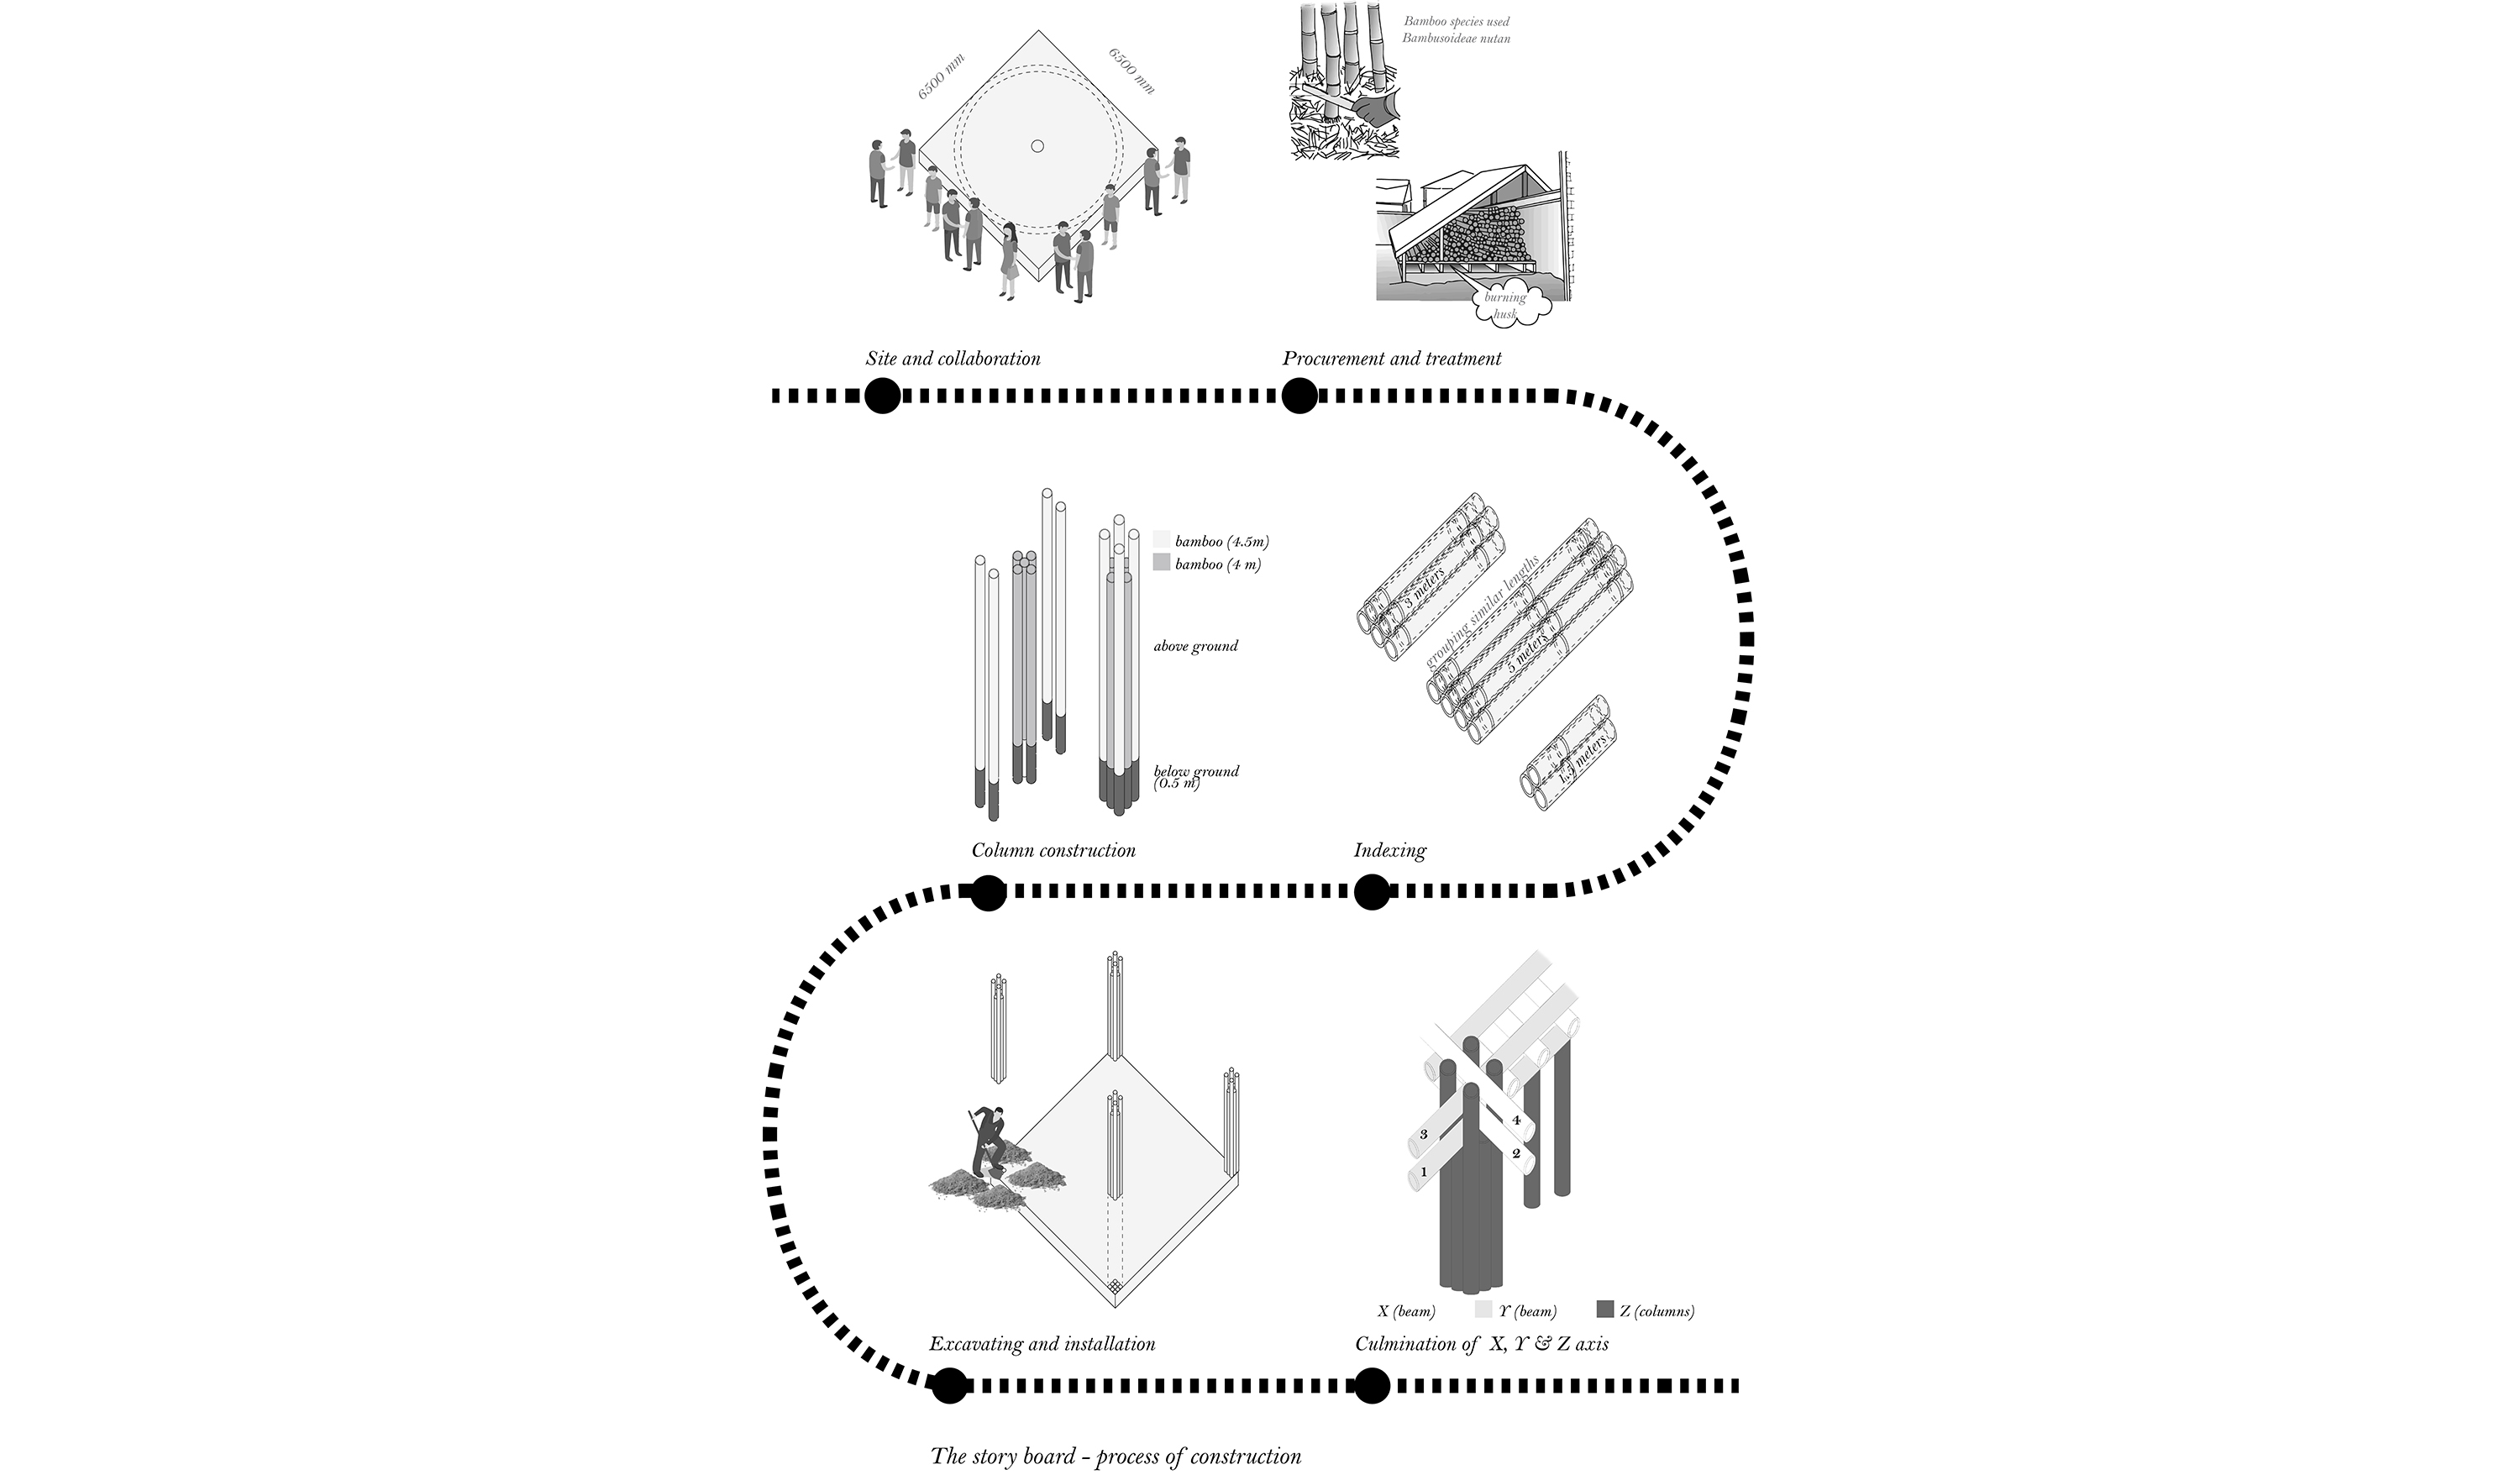 6500 mm
6500 mm
Bamboo species used
Bambusoideae nutan
burning
husk
Site and collaboration
Procurement and treatment
bamboo (4.5m)
bamboo (4 m)
above ground
below ground
(0.5 m)
3 meters
grouping similar lengths
5 meters
1.5 meters
Column construction
Indexing
3
4
1
2
X (beam)
Y (beam)
Z (columns)
Excavating and installation
Culmination of X, Y & Z axis
The story board - process of construction